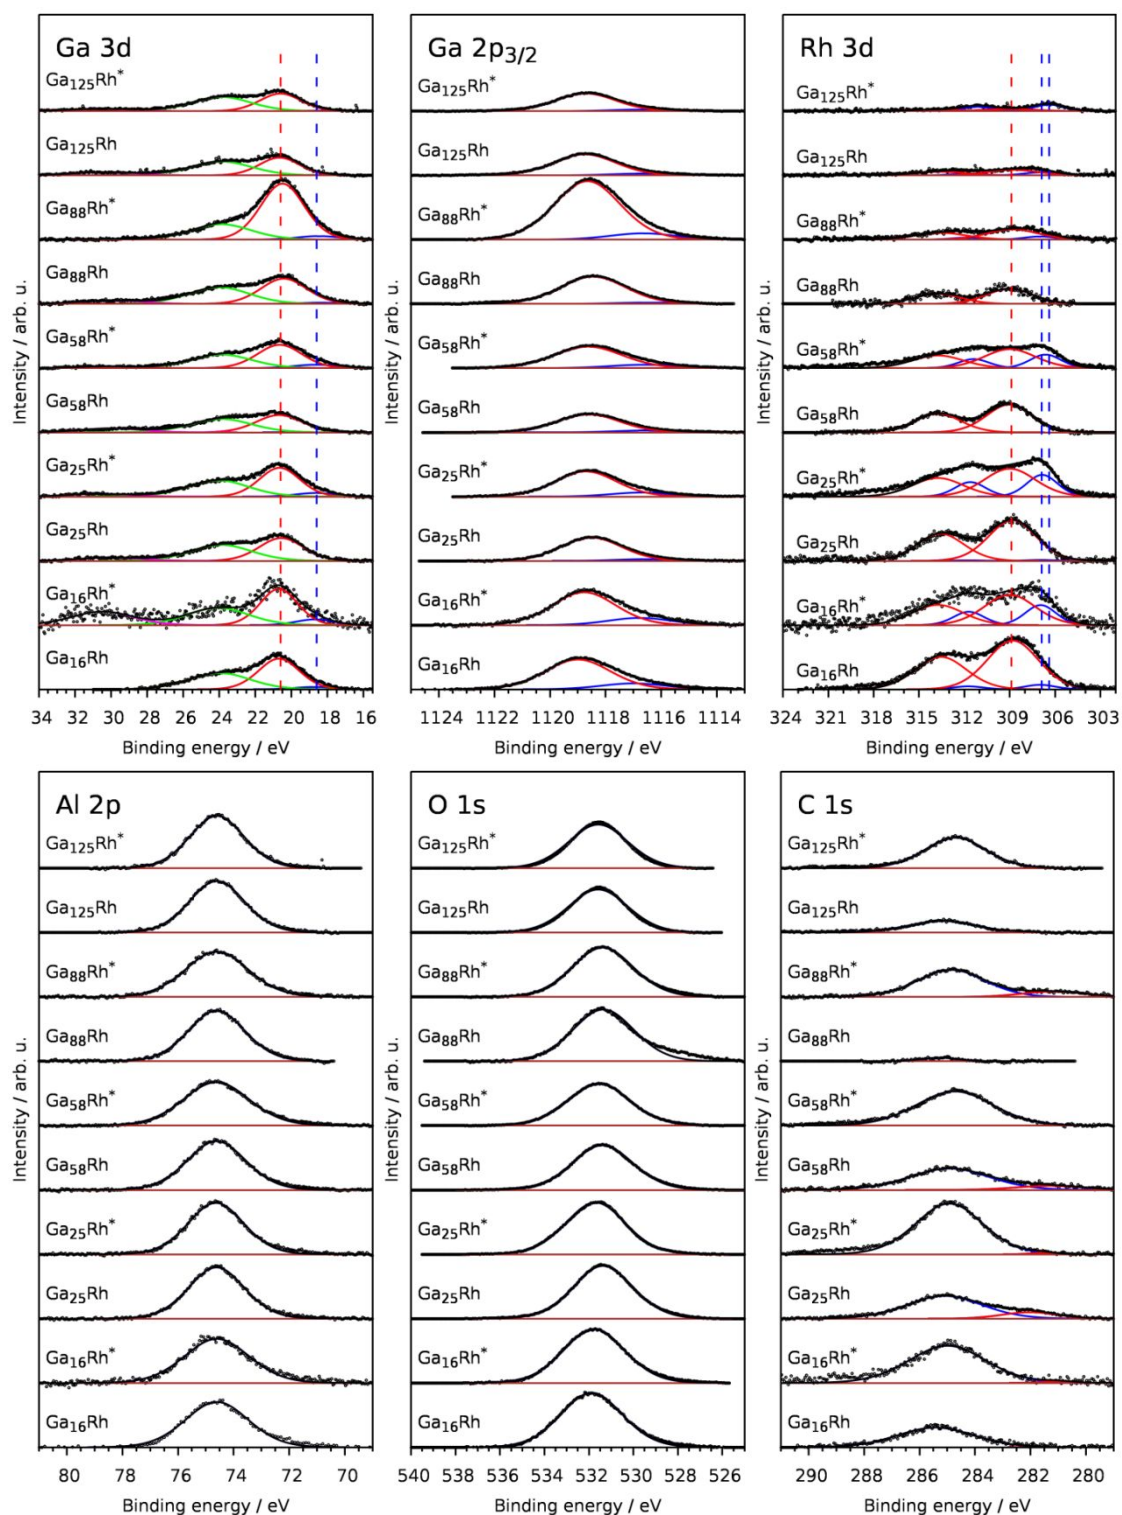 Ga 3d
Ga₁₂₅Rh*
Ga₁₂₅Rh
Ga₈₈Rh*
Ga₈₈Rh
Ga₅₈Rh*
Ga₅₈Rh
Ga₂₅Rh*
Ga₂₅Rh
Ga₁₆Rh*
Ga₁₆Rh
Intensity / arb. u.
34 31 28 25 22 19 16
Binding energy / eV
Ga 2p₃/₂
Ga₁₂₅Rh*
Ga₁₂₅Rh
Ga₈₈Rh*
Ga₈₈Rh
Ga₅₈Rh*
Ga₅₈Rh
Ga₂₅Rh*
Ga₂₅Rh
Ga₁₆Rh*
Ga₁₆Rh
Intensity / arb. u.
1124 1122 1120 1118 1116 1114
Binding energy / eV
Rh 3d
Ga₁₂₅Rh*
Ga₁₂₅Rh
Ga₈₈Rh*
Ga₈₈Rh
Ga₅₈Rh*
Ga₅₈Rh
Ga₂₅Rh*
Ga₂₅Rh
Ga₁₆Rh*
Ga₁₆Rh
Intensity / arb. u.
324 321 318 315 312 309 306 303
Binding energy / eV
Al 2p
Ga₁₂₅Rh*
Ga₁₂₅Rh
Ga₈₈Rh*
Ga₈₈Rh
Ga₅₈Rh*
Ga₅₈Rh
Ga₂₅Rh*
Ga₂₅Rh
Ga₁₆Rh*
Ga₁₆Rh
Intensity / arb. u.
80 78 76 74 72 70
Binding energy / eV
O 1s
Ga₁₂₅Rh*
Ga₁₂₅Rh
Ga₈₈Rh*
Ga₈₈Rh
Ga₅₈Rh*
Ga₅₈Rh
Ga₂₅Rh*
Ga₂₅Rh
Ga₁₆Rh*
Ga₁₆Rh
Intensity / arb. u.
540 538 536 534 532 530 528 526
Binding energy / eV
C 1s
Ga₁₂₅Rh*
Ga₁₂₅Rh
Ga₈₈Rh*
Ga₈₈Rh
Ga₅₈Rh*
Ga₅₈Rh
Ga₂₅Rh*
Ga₂₅Rh
Ga₁₆Rh*
Ga₁₆Rh
Intensity / arb. u.
290 288 286 284 282 280
Binding energy / eV